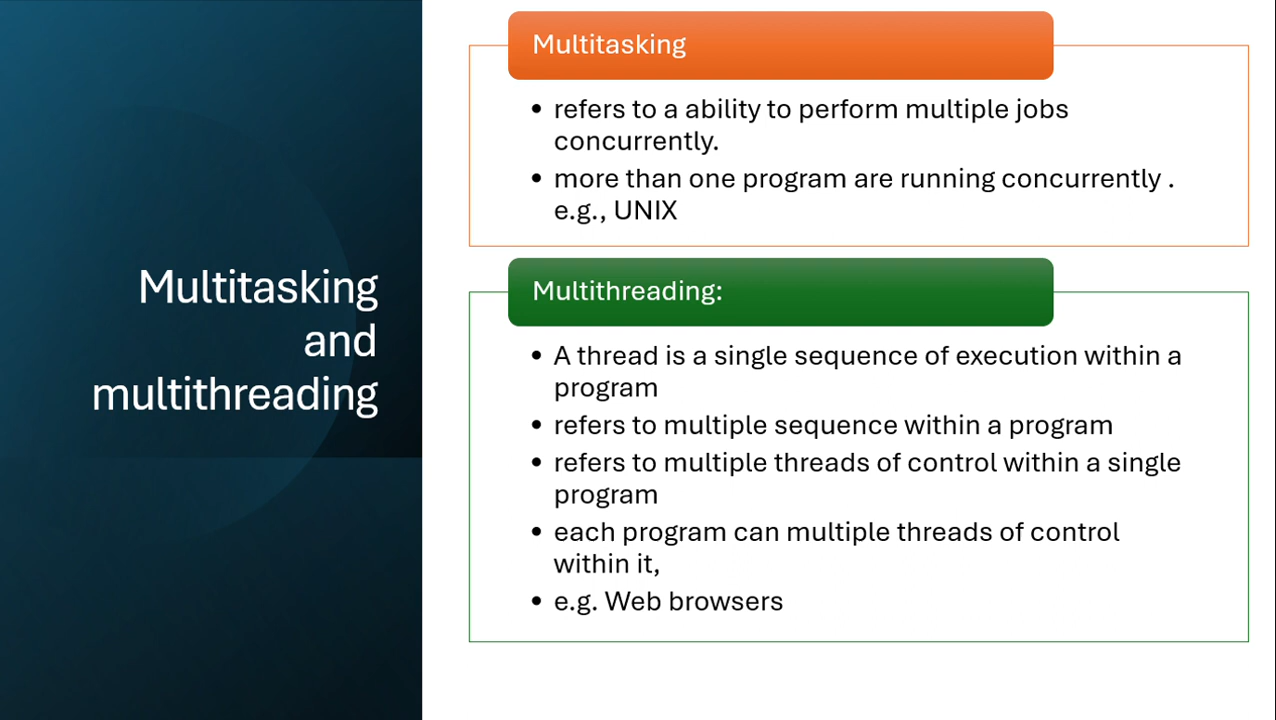 Multitasking
and
multithreading
Multitasking
• refers to a ability to perform multiple jobs
concurrently.
• more than one program are running concurrently .
e.g., UNIX
Multithreading:
• A thread is a single sequence of execution within a
program
• refers to multiple sequence within a program
• refers to multiple threads of control within a single
program
• each program can multiple threads of control
within it,
• e.g. Web browsers